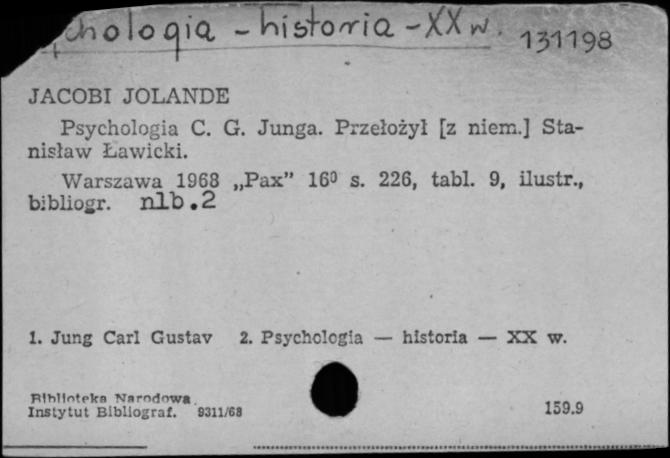 chologia - historia - XX w. 131198
JACOBI JOLANDE
Psychologia C. G. Junga. Przełożył [z niem.] Sta-
nisław Ławicki.
Warszawa 1968 „Pax” 16⁰ s. 226, tabl. 9, ilustr.,
bibliogr. nlb.2
1. Jung Carl Gustav 2. Psychologia — historia — XX w.
Biblioteka Narodowa
Instytut Bibliograf. 9311/68 159.9